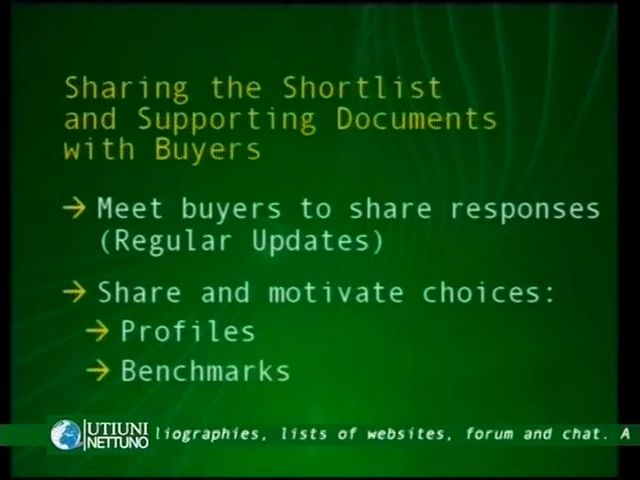 Sharing the Shortlist
and Supporting Documents
with Buyers
→ Meet buyers to share responses
(Regular Updates)
→ Share and motivate choices:
→ Profiles
→ Benchmarks
UTIUNI
NETTUNO
liographies, lists of websites, forum and chat. A